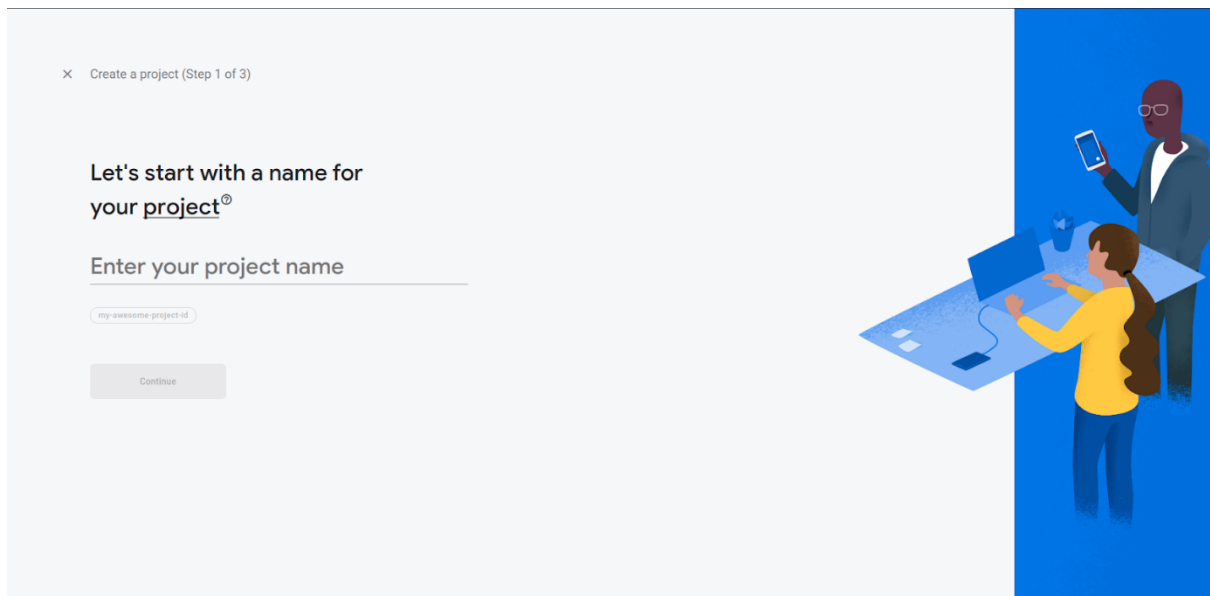 Create a project (Step 1 of 3)
Let's start with a name for
your project
Enter your project name
my-awesome-project-id
Continue